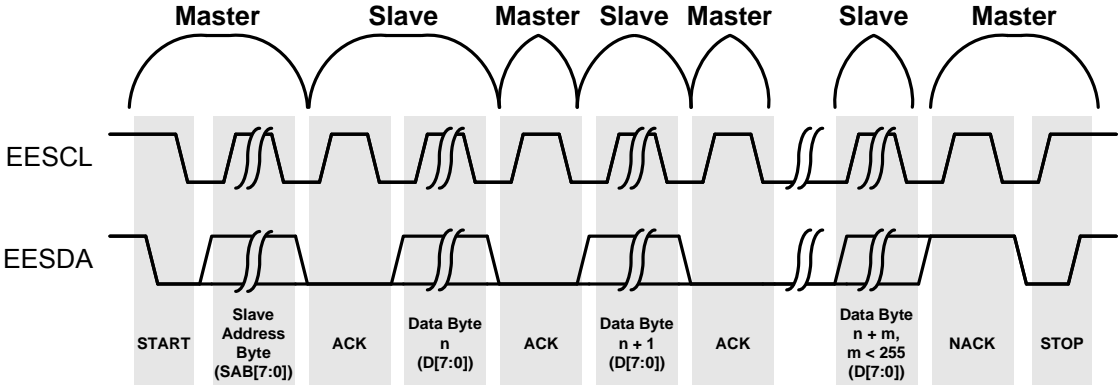 Master Slave Master Slave Master Slave Master
EESCL
EESDA
START
Slave
Address
Byte
(SAB[7:0])
ACK
Data Byte
n
(D[7:0])
ACK
Data Byte
n + 1
(D[7:0])
ACK
Data Byte
n + m,
m < 255
(D[7:0])
NACK
STOP